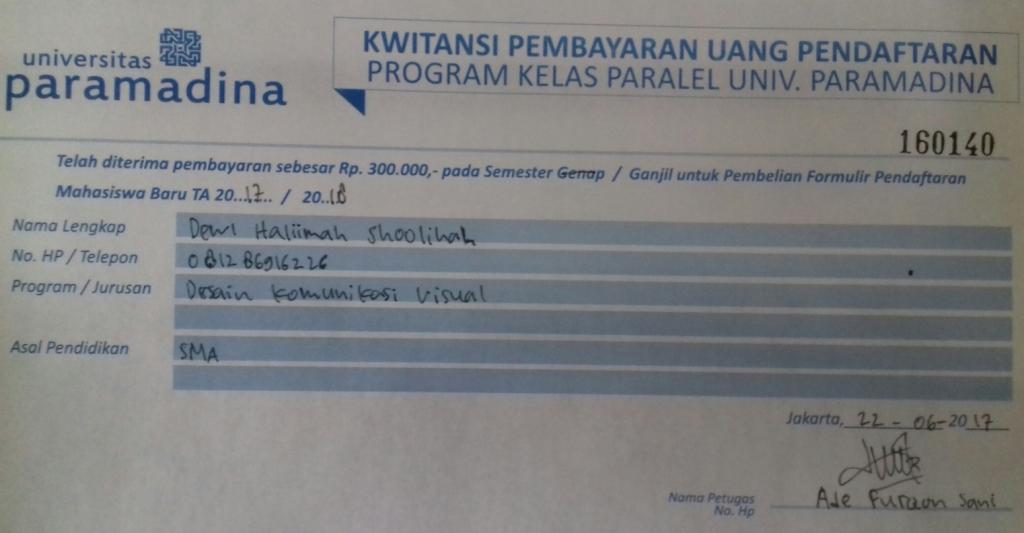 universitas
paramadina
KWITANSI PEMBAYARAN UANG PENDAFTARAN
PROGRAM KELAS PARALEL UNIV. PARAMADINA
160140
Telah diterima pembayaran sebesar Rp. 300.000,- pada Semester Genap / Ganjil untuk Pembelian Formulir Pendaftaran
Mahasiswa Baru TA 20...17.. / 20..18
Nama Lengkap Dewi Haliimah Shoolihah
No. HP / Telepon 081286916226
Program / Jurusan Desain Komunikasi Visual
Asal Pendidikan SMA
Jakarta, 22 - 06-2017
Nama Petugas Ade Furqon Sani
No. Hp